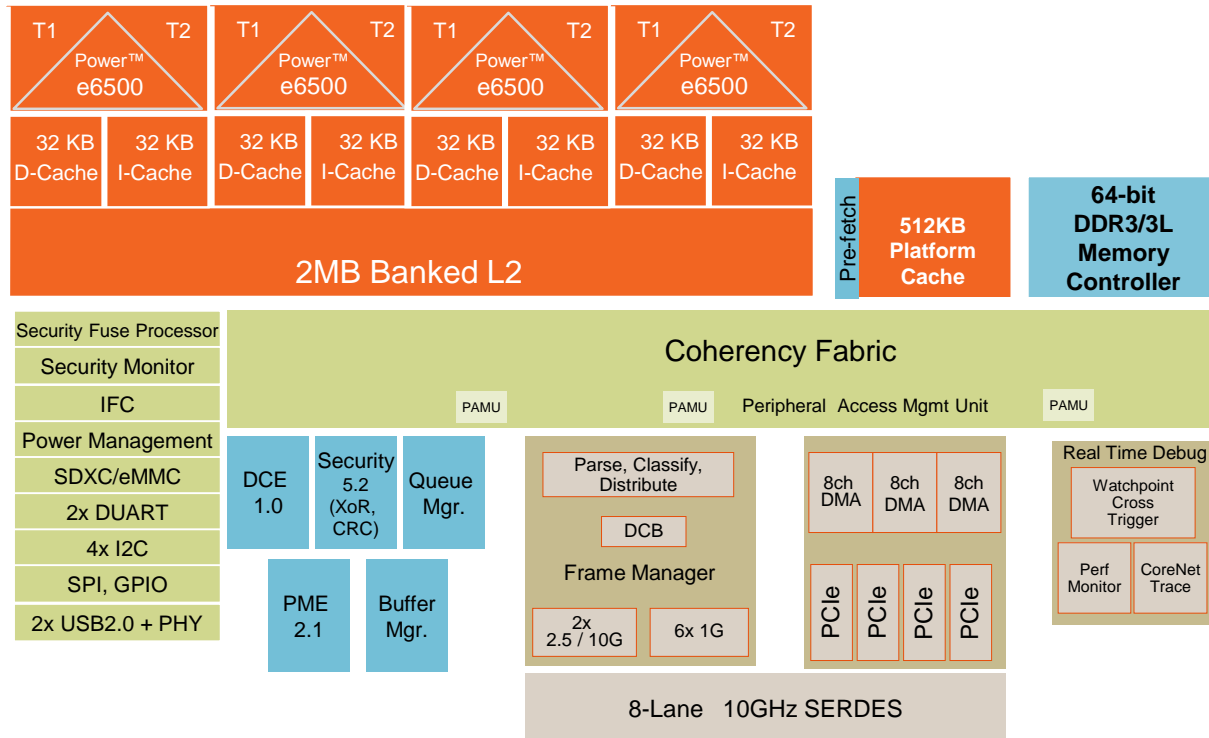 T1 T2 T1 T2 T1 T2 T1 T2
Power™ Power™ Power™ Power™
e6500 e6500 e6500 e6500
32 KB 32 KB 32 KB 32 KB 32 KB 32 KB 32 KB 32 KB
D-Cache I-Cache D-Cache I-Cache D-Cache I-Cache D-Cache I-Cache
2MB Banked L2
Pre-fetch
512KB
Platform
Cache
64-bit
DDR3/3L
Memory
Controller
Security Fuse Processor
Security Monitor
IFC
Power Management
SDXC/eMMC
2x DUART
4x I2C
SPI, GPIO
2x USB2.0 + PHY
Coherency Fabric
PAMU PAMU Peripheral Access Mgmt Unit PAMU
DCE
1.0
Security
5.2
(XoR,
CRC)
Queue
Mgr.
PME
2.1
Buffer
Mgr.
Parse, Classify,
Distribute
DCB
Frame Manager
2x
2.5 / 10G
6x 1G
8ch
DMA
8ch
DMA
8ch
DMA
PCIe
PCIe
PCIe
PCIe
Real Time Debug
Watchpoint
Cross
Trigger
Perf
Monitor
CoreNet
Trace
8-Lane 10GHz SERDES